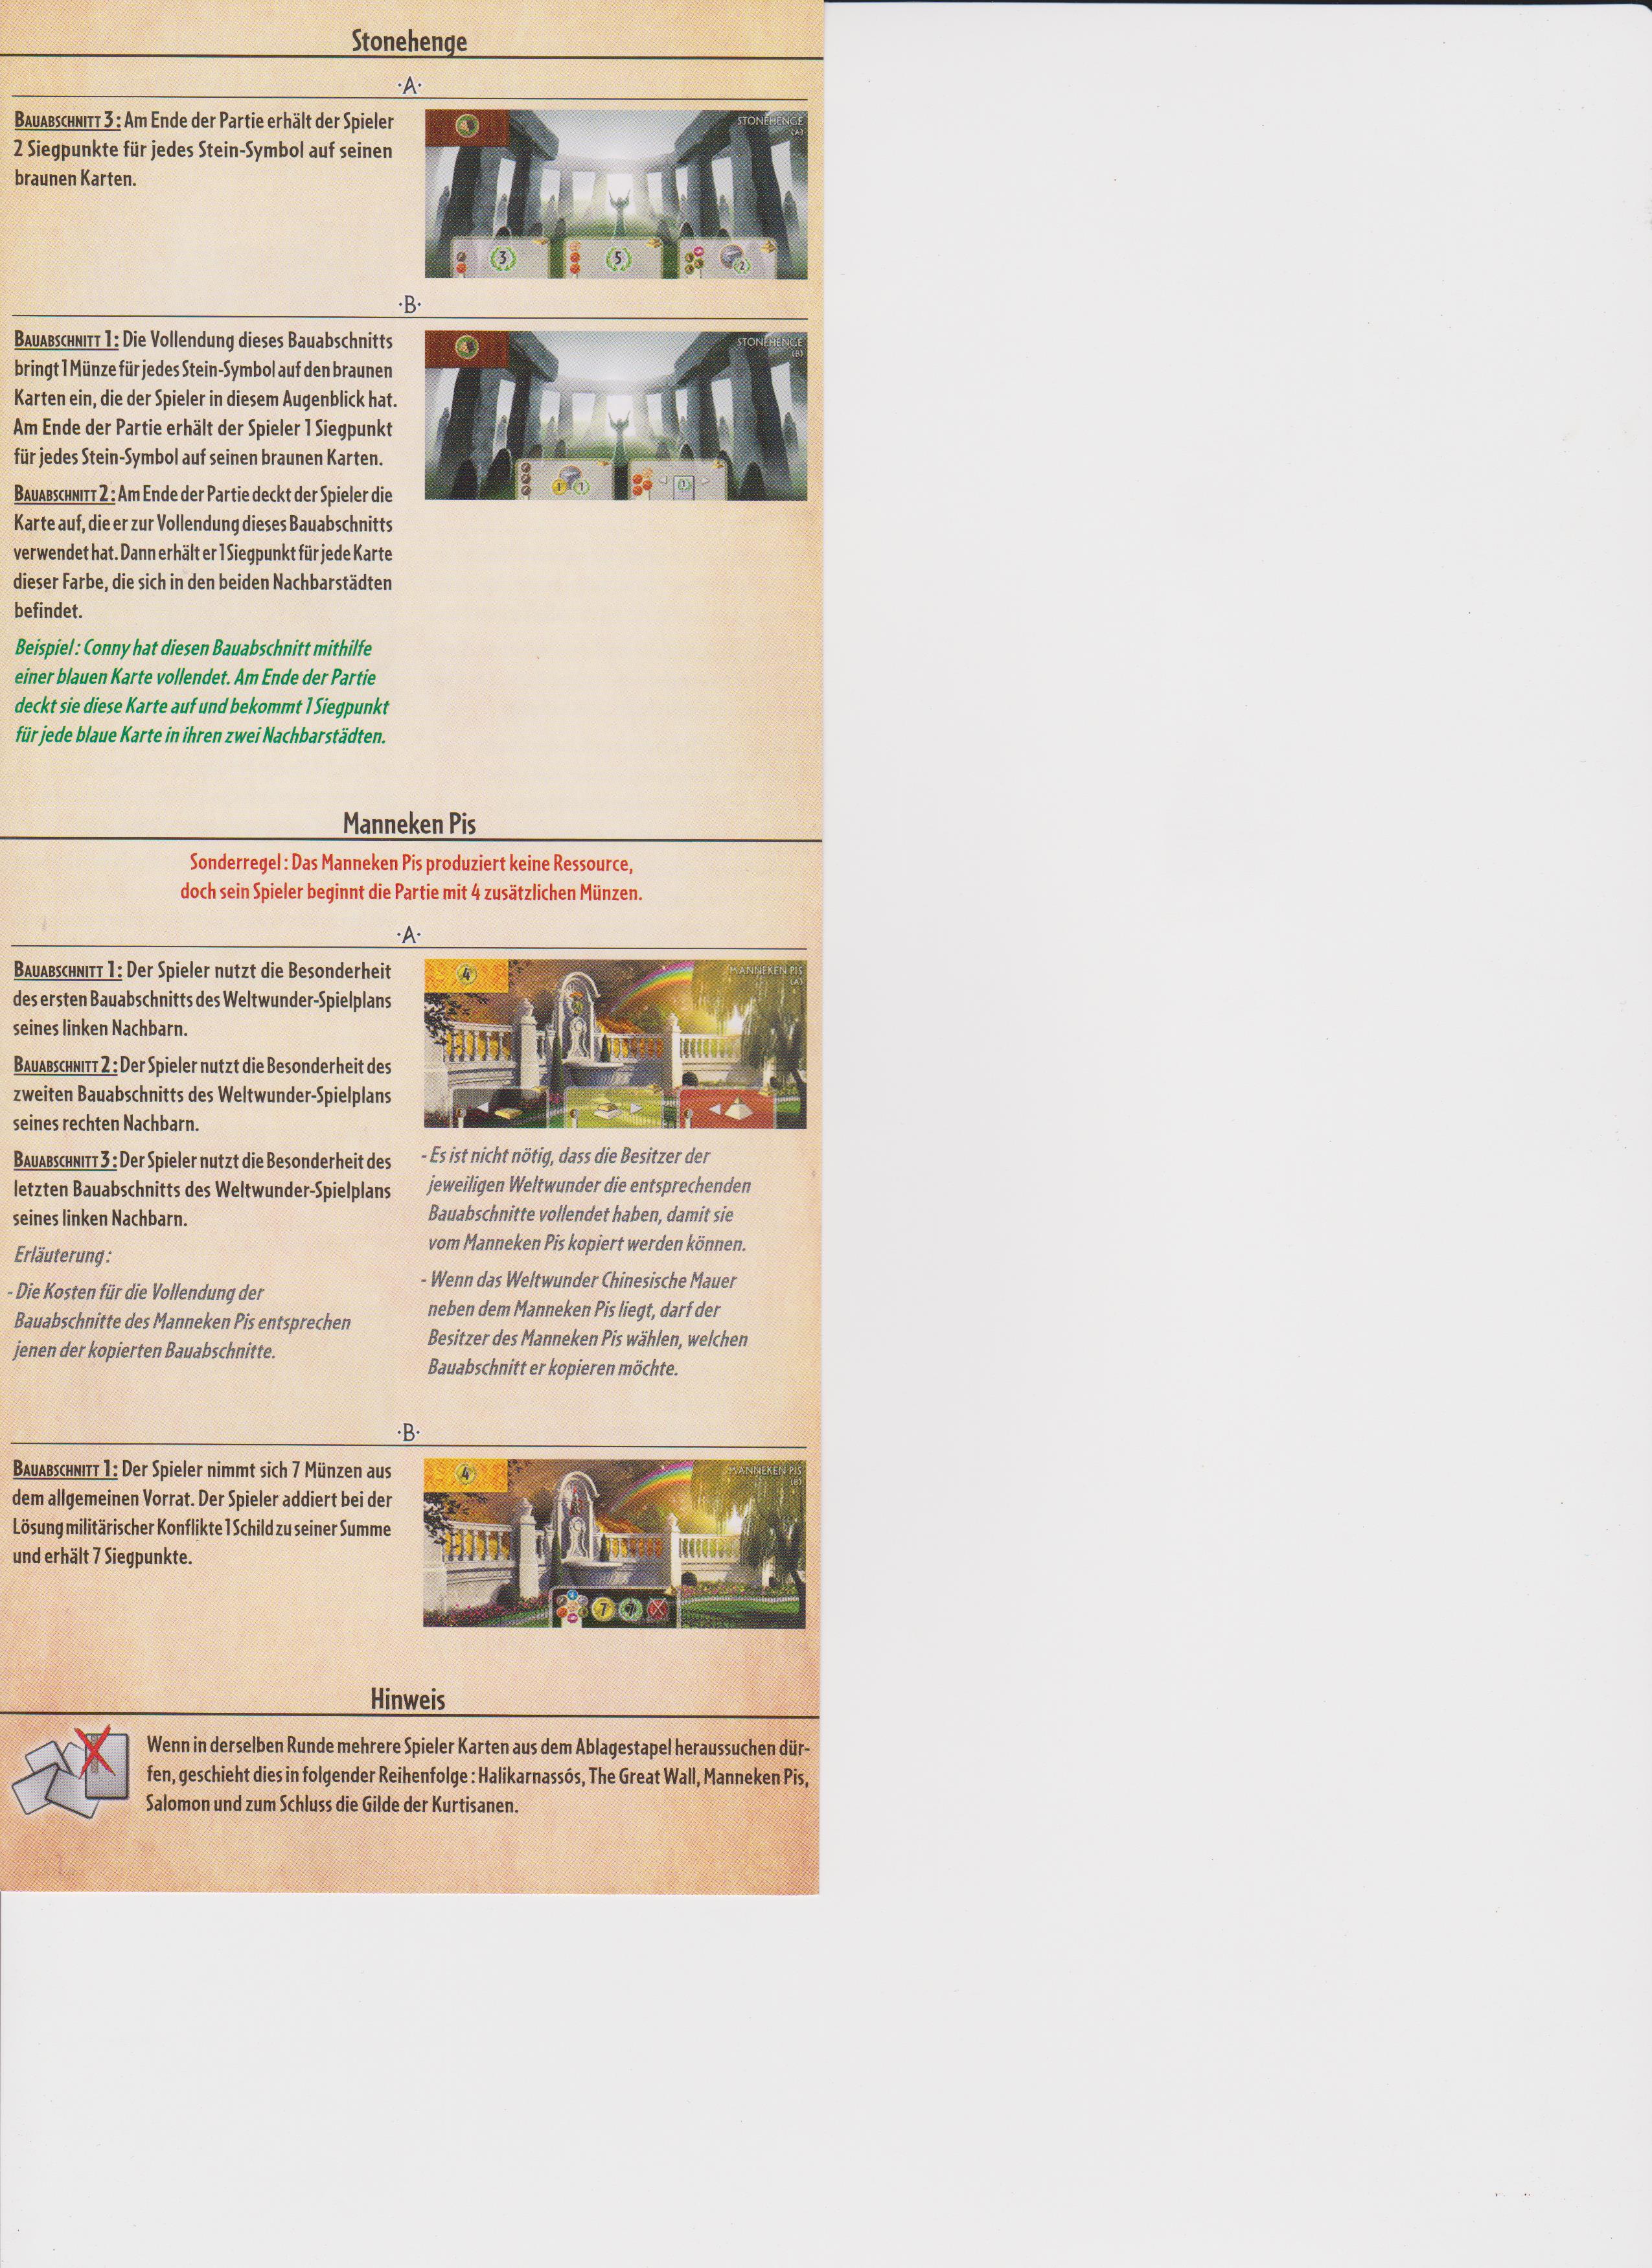 Stonehenge
·A·
Bauabschnitt 3: Am Ende der Partie erhält der Spieler
2 Siegpunkte für jedes Stein-Symbol auf seinen
braunen Karten.
STONEHENGE
(A)
3
5
2
·B·
Bauabschnitt 1: Die Vollendung dieses Bauabschnitts
bringt 1 Münze für jedes Stein-Symbol auf den braunen
Karten ein, die der Spieler in diesem Augenblick hat.
Am Ende der Partie erhält der Spieler 1 Siegpunkt
für jedes Stein-Symbol auf seinen braunen Karten.
STONEHENGE
(B)
1 1
1
Bauabschnitt 2: Am Ende der Partie deckt der Spieler die
Karte auf, die er zur Vollendung dieses Bauabschnitts
verwendet hat. Dann erhält er 1 Siegpunkt für jede Karte
dieser Farbe, die sich in den beiden Nachbarstädten
befindet.
Beispiel: Conny hat diesen Bauabschnitt mithilfe
einer blauen Karte vollendet. Am Ende der Partie
deckt sie diese Karte auf und bekommt 1 Siegpunkt
für jede blaue Karte in ihren zwei Nachbarstädten.
Manneken Pis
Sonderregel: Das Manneken Pis produziert keine Ressource,
doch sein Spieler beginnt die Partie mit 4 zusätzlichen Münzen.
·A·
Bauabschnitt 1: Der Spieler nutzt die Besonderheit
des ersten Bauabschnitts des Weltwunder-Spielplans
seines linken Nachbarn.
Bauabschnitt 2: Der Spieler nutzt die Besonderheit des
zweiten Bauabschnitts des Weltwunder-Spielplans
seines rechten Nachbarn.
Bauabschnitt 3: Der Spieler nutzt die Besonderheit des
letzten Bauabschnitts des Weltwunder-Spielplans
seines linken Nachbarn.
Erläuterung:
- Die Kosten für die Vollendung der
Bauabschnitte des Manneken Pis entsprechen
jenen der kopierten Bauabschnitte.
4
MANNEKEN PIS
(A)
- Es ist nicht nötig, dass die Besitzer der
jeweiligen Weltwunder die entsprechenden
Bauabschnitte vollendet haben, damit sie
vom Manneken Pis kopiert werden können.
- Wenn das Weltwunder Chinesische Mauer
neben dem Manneken Pis liegt, darf der
Besitzer des Manneken Pis wählen, welchen
Bauabschnitt er kopieren möchte.
·B·
Bauabschnitt 1: Der Spieler nimmt sich 7 Münzen aus
dem allgemeinen Vorrat. Der Spieler addiert bei der
Lösung militärischer Konflikte 1 Schild zu seiner Summe
und erhält 7 Siegpunkte.
4
MANNEKEN PIS
(B)
7 7
Hinweis
Wenn in derselben Runde mehrere Spieler Karten aus dem Ablagestapel heraussuchen dür-
fen, geschieht dies in folgender Reihenfolge: Halikarnassós, The Great Wall, Manneken Pis,
Salomon und zum Schluss die Gilde der Kurtisanen.